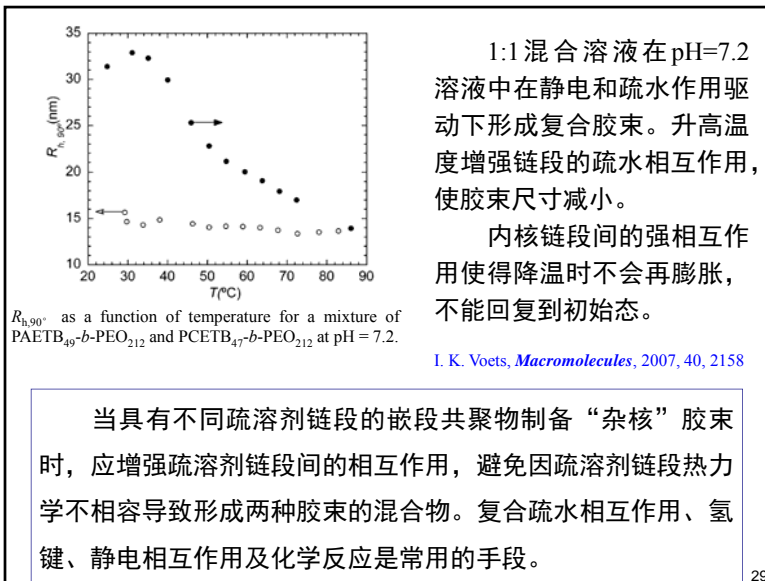 35
30
25
20
15
10
R h, 90° (nm)
20 30 40 50 60 70 80 90
T(°C)
Rh,90° as a function of temperature for a mixture of
PAETB49-b-PEO212 and PCETB47-b-PEO212 at pH = 7.2.
1:1混合溶液在pH=7.2
溶液中在静电和疏水作用驱
动下形成复合胶束。升高温
度增强链段的疏水相互作用，
使胶束尺寸减小。
内核链段间的强相互作
用使得降温时不会再膨胀，
不能回复到初始态。
I. K. Voets, Macromolecules, 2007, 40, 2158
当具有不同疏溶剂链段的嵌段共聚物制备“杂核”胶束
时，应增强疏溶剂链段间的相互作用，避免因疏溶剂链段热力
学不相容导致形成两种胶束的混合物。复合疏水相互作用、氢
键、静电相互作用及化学反应是常用的手段。
29